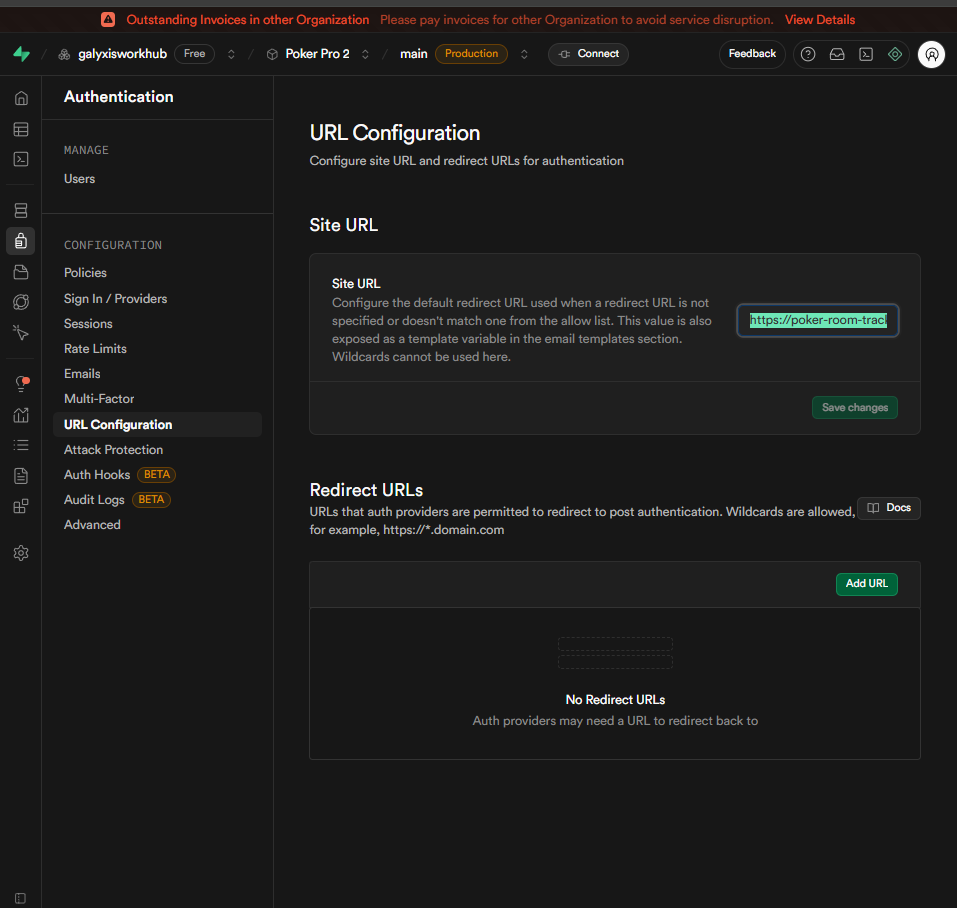 Outstanding Invoices in other Organization Please pay invoices for other Organization to avoid service disruption. View Details
galyxisworkhub Free / Poker Pro 2 / main Production Connect Feedback
Authentication
MANAGE
Users
CONFIGURATION
Policies
Sign In / Providers
Sessions
Rate Limits
Emails
Multi-Factor
URL Configuration
Attack Protection
Auth Hooks BETA
Audit Logs BETA
Advanced
URL Configuration
Configure site URL and redirect URLs for authentication
Site URL
Site URL
Configure the default redirect URL used when a redirect URL is not
specified or doesn't match one from the allow list. This value is also
exposed as a template variable in the email templates section.
Wildcards cannot be used here.
https://poker-room-tracl
Save changes
Redirect URLs
URLs that auth providers are permitted to redirect to post authentication. Wildcards are allowed,
for example, https://*.domain.com
Docs
Add URL
No Redirect URLs
Auth providers may need a URL to redirect back to